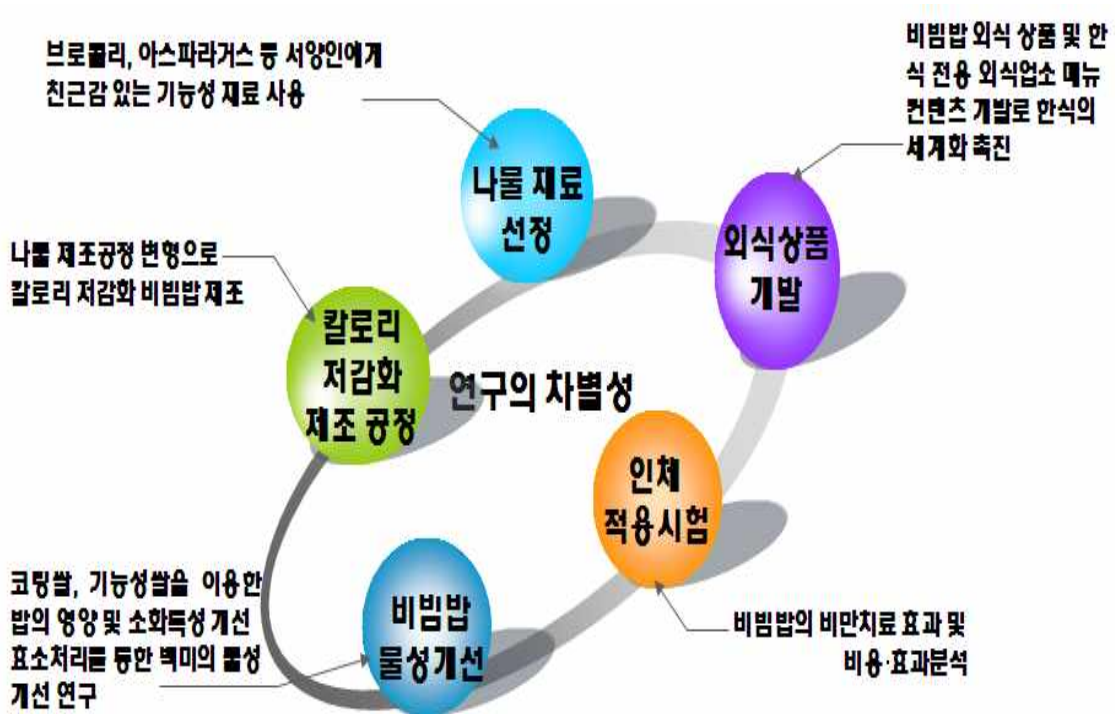 브로콜리, 아스파라거스 등 서양인에게
친근감 있는 기능성 재료 사용
비빔밥 외식 상품 및 한
식 전용 외식업소 메뉴
컨텐츠 개발로 한식의
세계화 촉진
나물 재료
선정
외식상품
개발
나물 제조공정 변형으로
칼로리 저감화 비빔밥 제조
칼로리
저감화
제조 공정
연구의 차별성
인체
적용시험
코팅쌀, 기능성쌀을 이용한
밥의 영양 및 소화특성 개선
효소처리를 통한 백미의 물성
개선 연구
비빔밥
물성개선
비빔밥의 비만치료 효과 및
비용·효과분석